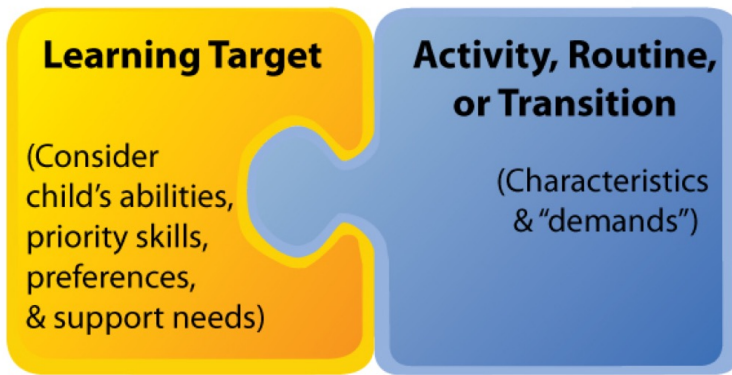 Learning Target
(Consider
child's abilities,
priority skills,
preferences,
& support needs)
Activity, Routine,
or Transition
(Characteristics
& “demands”)